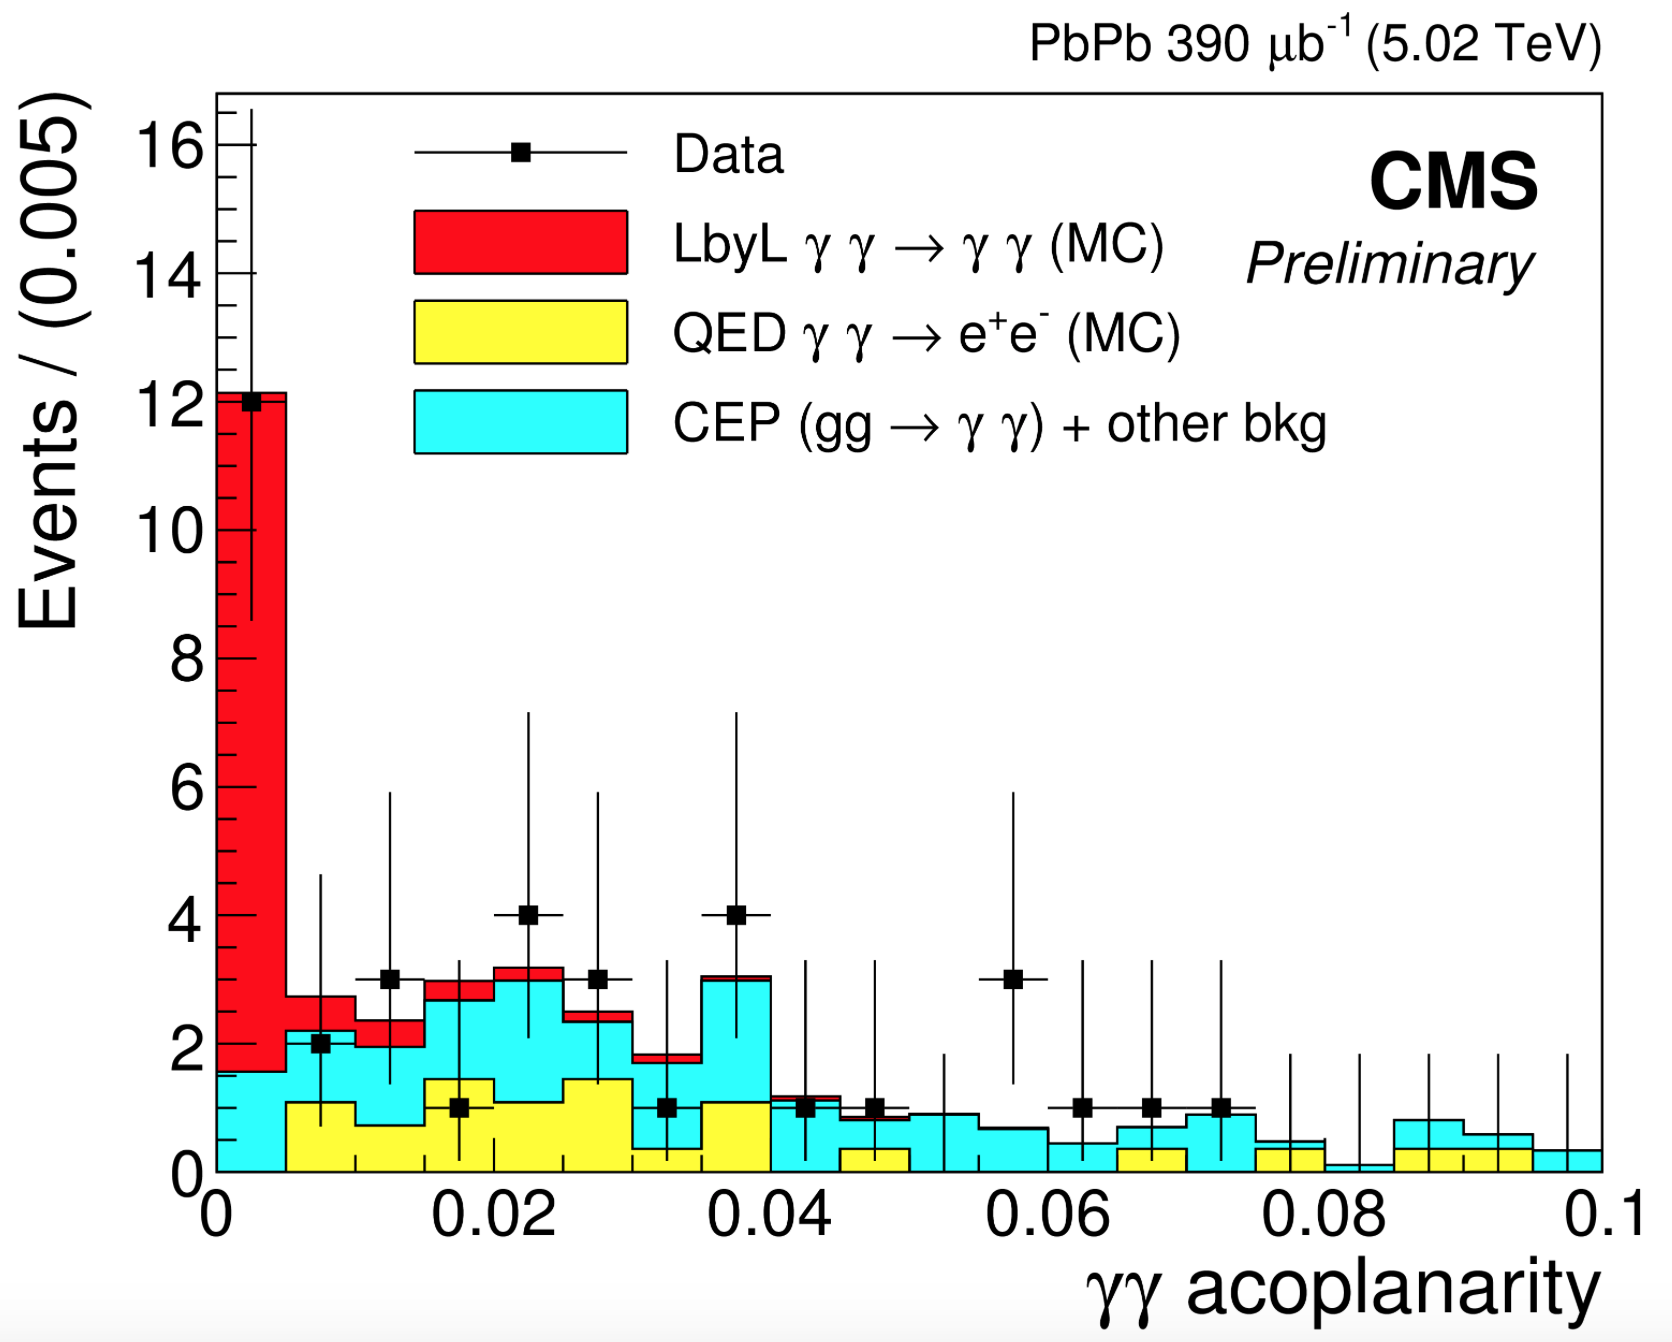 PbPb 390 μb⁻¹ (5.02 TeV)
Events / (0.005)
16
14
12
10
8
6
4
2
0
Data
LbyL γ γ → γ γ (MC)
QED γ γ → e⁺e⁻ (MC)
CEP (gg → γ γ) + other bkg
CMS
Preliminary
0 0.02 0.04 0.06 0.08 0.1
γγ acoplanarity